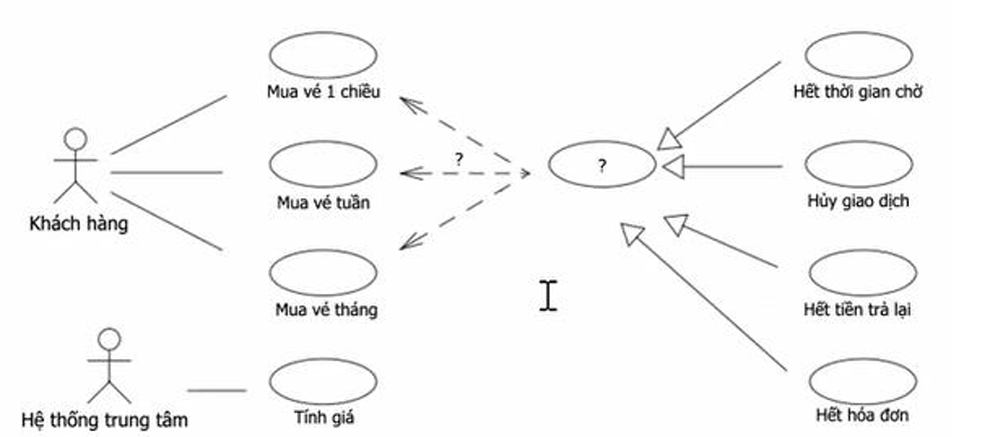 Mua vé 1 chiều
Hết thời gian chờ
?
?
Mua vé tuần
Hủy giao dịch
Khách hàng
Mua vé tháng
Hết tiền trả lại
Hệ thống trung tâm
Tính giá
Hết hóa đơn